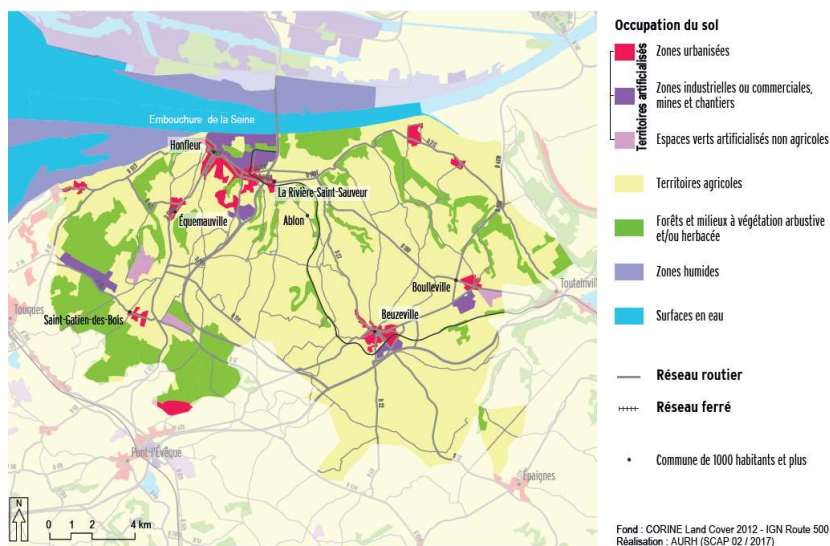 Embouchure de la Seine
Honfleur
La Rivière-Saint-Sauveur
Équemauville
Ablon
Boulleville
Toutainville
Touques
Saint-Gatien-des-Bois
Beuzeville
Pont-l'Évêque
Épaignes
N
0 1 2 4 km
Occupation du sol
Territoires artificialisés
Zones urbanisées
Zones industrielles ou commerciales,
mines et chantiers
Espaces verts artificialisés non agricoles
Territoires agricoles
Forêts et milieux à végétation arbustive
et/ou herbacée
Zones humides
Surfaces en eau
Réseau routier
Réseau ferré
Commune de 1000 habitants et plus
Fond : CORINE Land Cover 2012 - IGN Route 500
Réalisation : AURH (SCAP 02 / 2017)